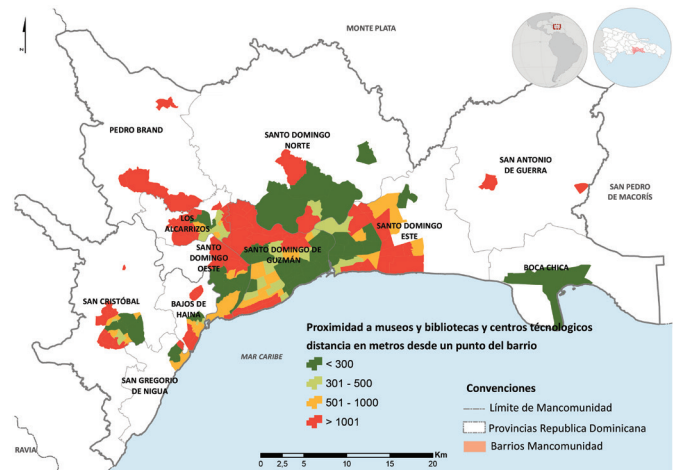 MONTE PLATA
PEDRO BRAND
SANTO DOMINGO
NORTE
SAN ANTONIO
DE GUERRA
SAN PEDRO
DE MACORÍS
LOS
ALCARRIZOS
SANTO
DOMINGO
OESTE
SANTO DOMINGO DE
GUZMÁN
SANTO DOMINGO
ESTE
BOCA CHICA
SAN CRISTÓBAL
BAJOS DE
HAINA
SAN GREGORIO
DE NIGUA
MAR CARIBE
RAVIA
Proximidad a museos y bibliotecas y centros técnologicos
distancia en metros desde un punto del barrio
< 300
301 - 500
501 - 1000
> 1001
Convenciones
Límite de Mancomunidad
Provincias Republica Dominicana
Barrios Mancomunidad
Km
0 2,5 5 10 15 20